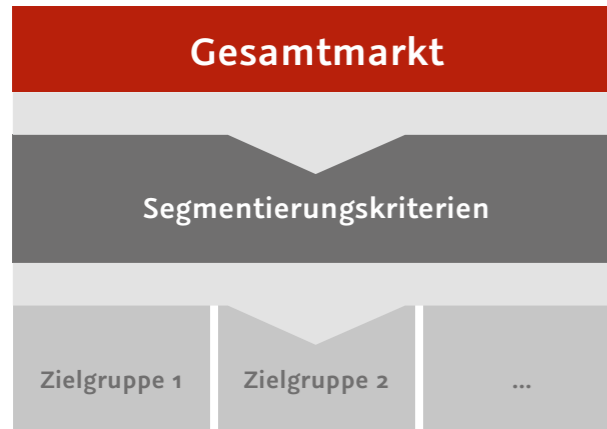 Gesamtmarkt
Segmentierungskriterien
Zielgruppe 1
Zielgruppe 2
...